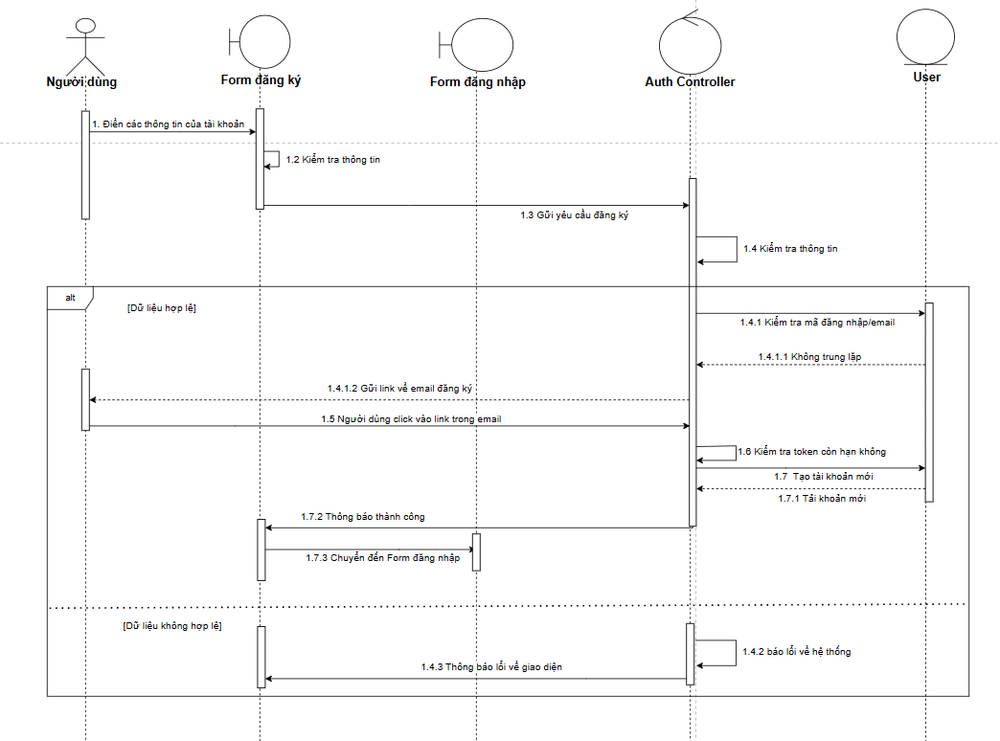 Người dùng
Form đăng ký
Form đăng nhập
Auth Controller
User
1. Điền các thông tin của tài khoản
1.2 Kiểm tra thông tin
1.3 Gửi yêu cầu đăng ký
1.4 Kiểm tra thông tin
alt
[Dữ liệu hợp lệ]
1.4.1 Kiểm tra mã đăng nhập/email
1.4.1.1 Không trung lặp
1.4.1.2 Gửi link về email đăng ký
1.5 Người dùng click vào link trong email
1.6 Kiểm tra token còn hạn không
1.7 Tạo tài khoản mới
1.7.1 Tải khoản mới
1.7.2 Thông báo thành công
1.7.3 Chuyển đến Form đăng nhập
[Dữ liệu không hợp lệ]
1.4.2 báo lổi về hệ thống
1.4.3 Thông báo lổi về giao diện